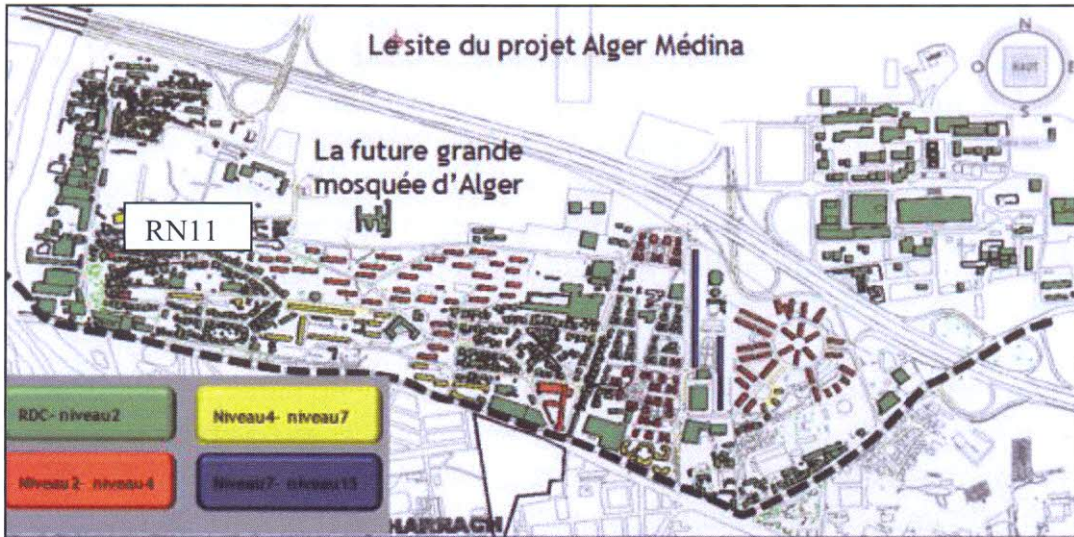 Le site du projet Alger Médina
N
HAUT
O
E
S
La future grande
mosquée d'Alger
RN11
RDC- niveau2
Niveau4- niveau7
Niveau2- niveau4
Niveau7- niveau15
HARRACH